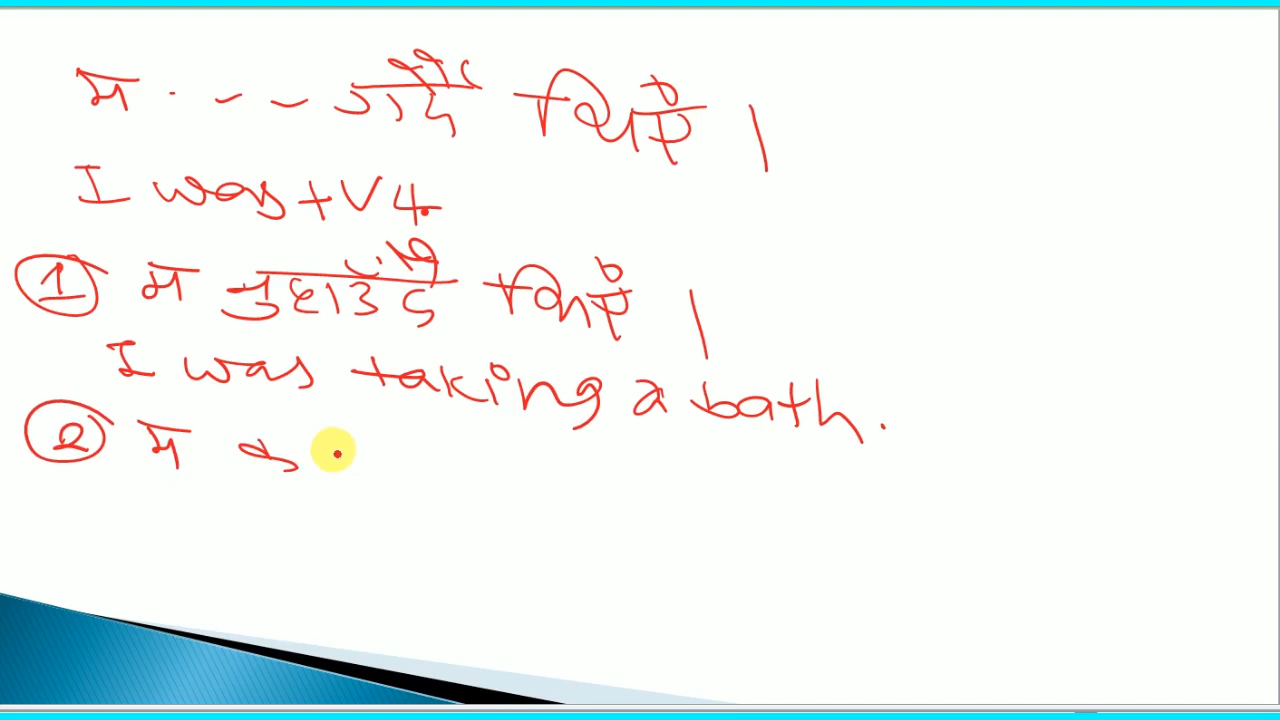 म - - - दै थिएँ |
I was + V4.
① म नुहाउँदै थिएँ |
I was taking a bath.
② म